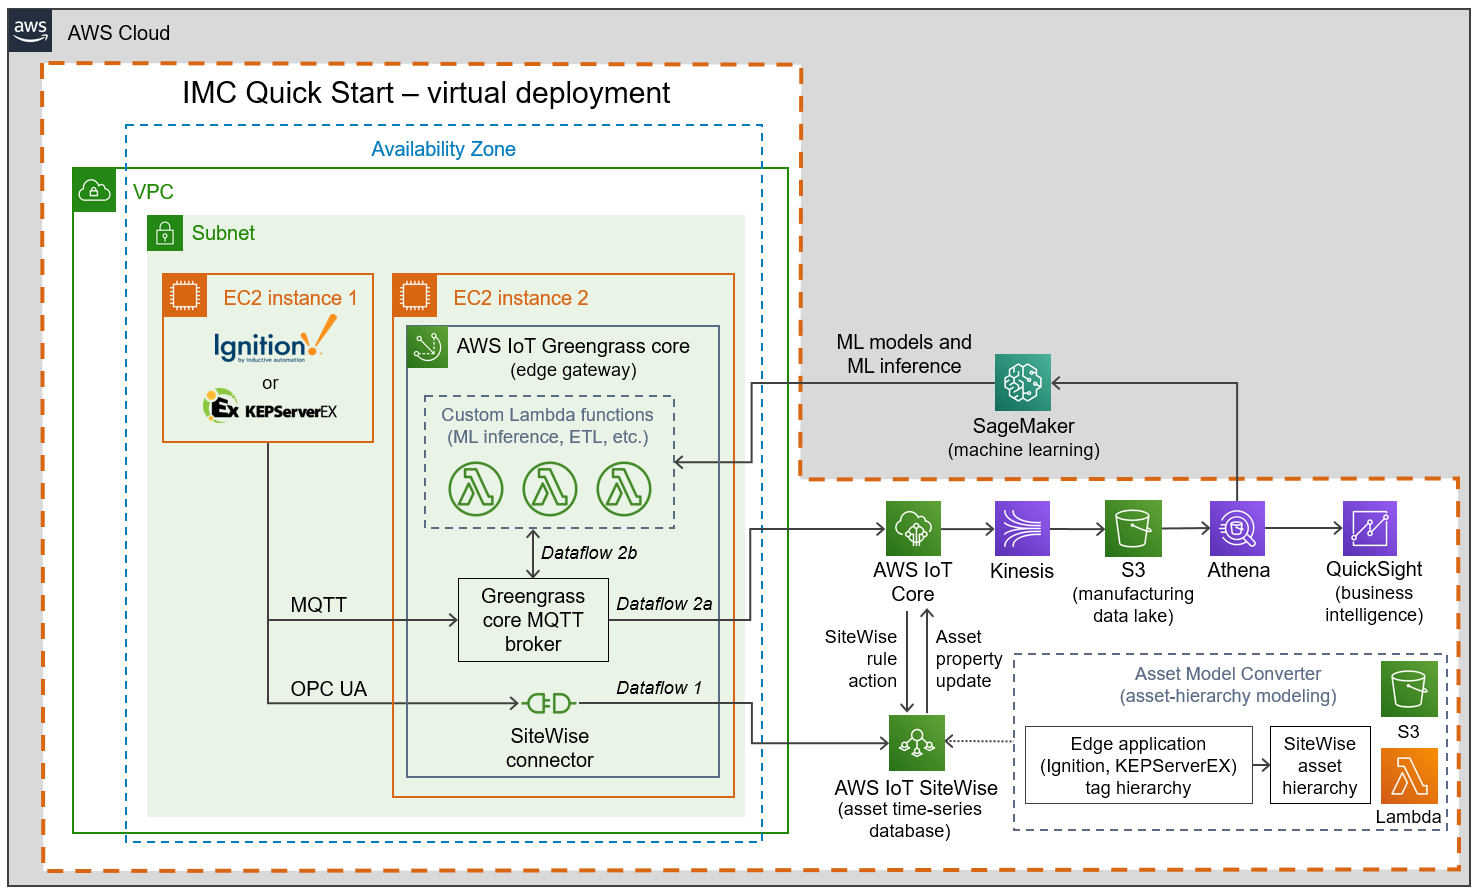 aws
AWS Cloud
IMC Quick Start – virtual deployment
Availability Zone
VPC
Subnet
EC2 instance 1
Ignition!
by inductive automation
or
Ex KEPServerEX
EC2 instance 2
AWS IoT Greengrass core
(edge gateway)
Custom Lambda functions
(ML inference, ETL, etc.)
Dataflow 2b
MQTT
Greengrass
core MQTT
broker
Dataflow 2a
OPC UA
Dataflow 1
SiteWise
connector
ML models and
ML inference
SageMaker
(machine learning)
AWS IoT
Core
Kinesis
S3
(manufacturing
data lake)
Athena
QuickSight
(business
intelligence)
SiteWise
rule
action
Asset
property
update
AWS IoT SiteWise
(asset time-series
database)
Asset Model Converter
(asset-hierarchy modeling)
Edge application
(Ignition, KEPServerEX)
tag hierarchy
SiteWise
asset
hierarchy
S3
Lambda